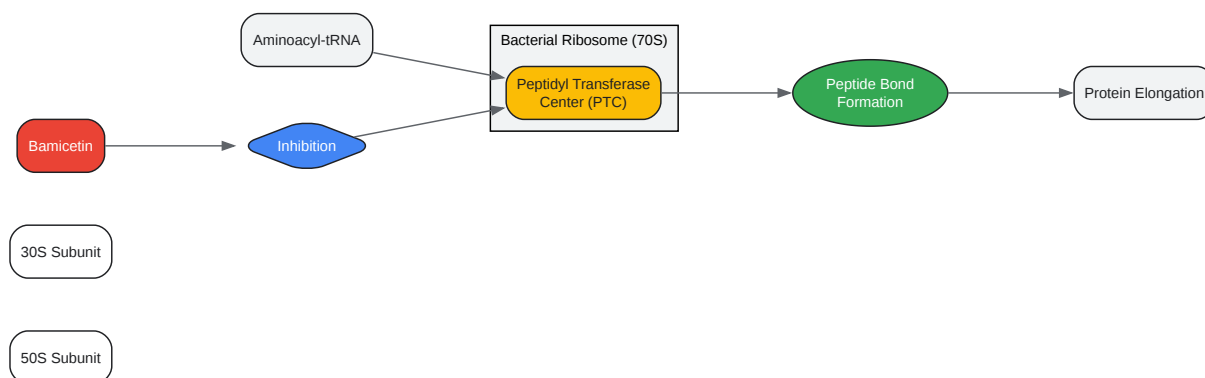 Aminoacyl-tRNA
Bacterial Ribosome (70S)
Peptidyl Transferase
Center (PTC)
Peptide Bond
Formation
Protein Elongation
Bamicetin
Inhibition
30S Subunit
50S Subunit